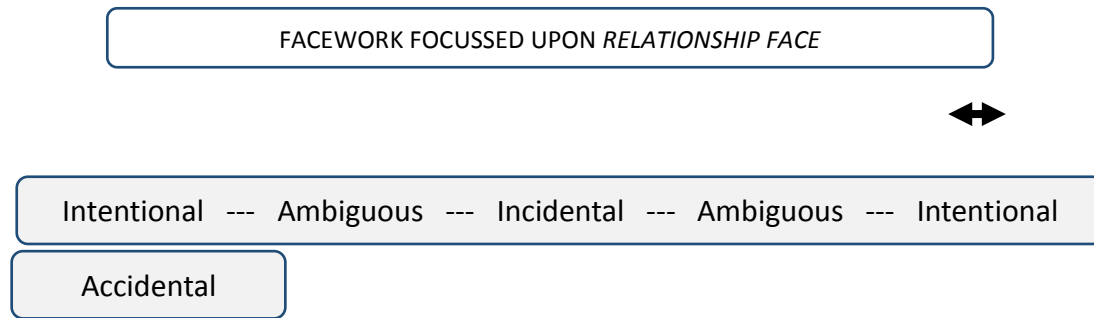 FACEWORK FOCUSSED UPON RELATIONSHIP FACE
Intentional --- Ambiguous --- Incidental --- Ambiguous --- Intentional
Accidental